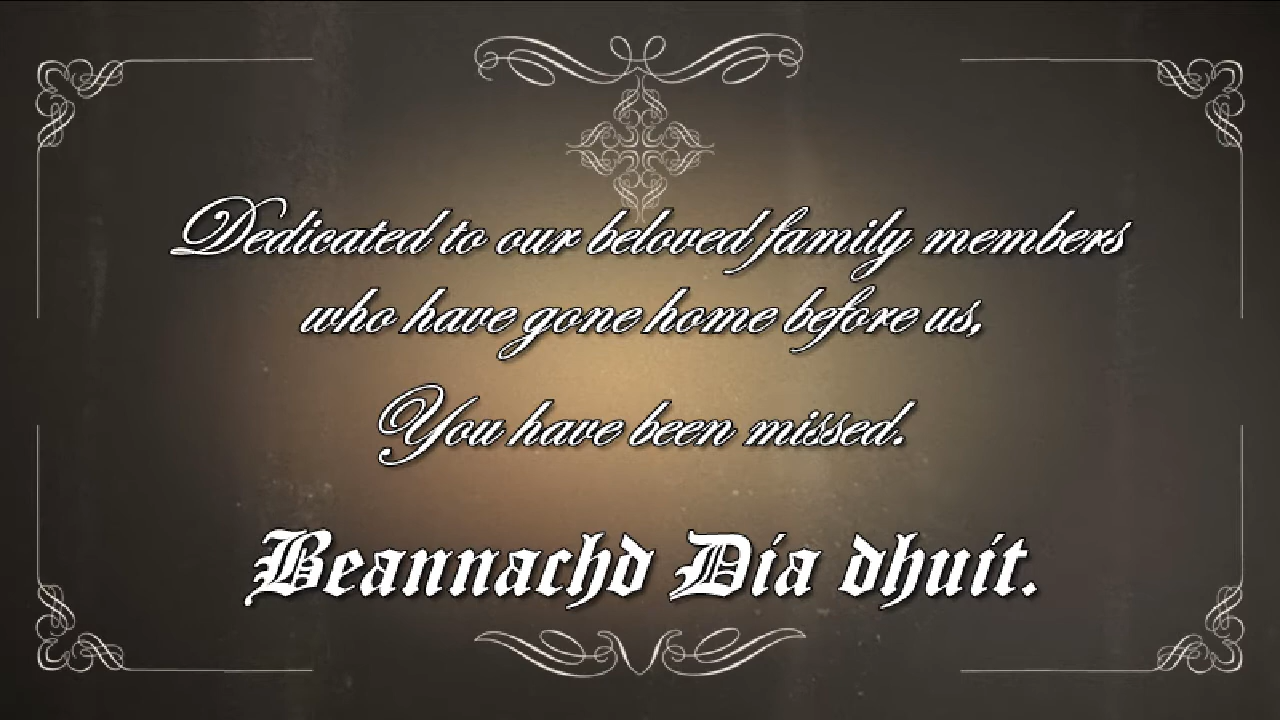 Dedicated to our beloved family members
who have gone home before us,
You have been missed.
Beannachd Dia dhuit.